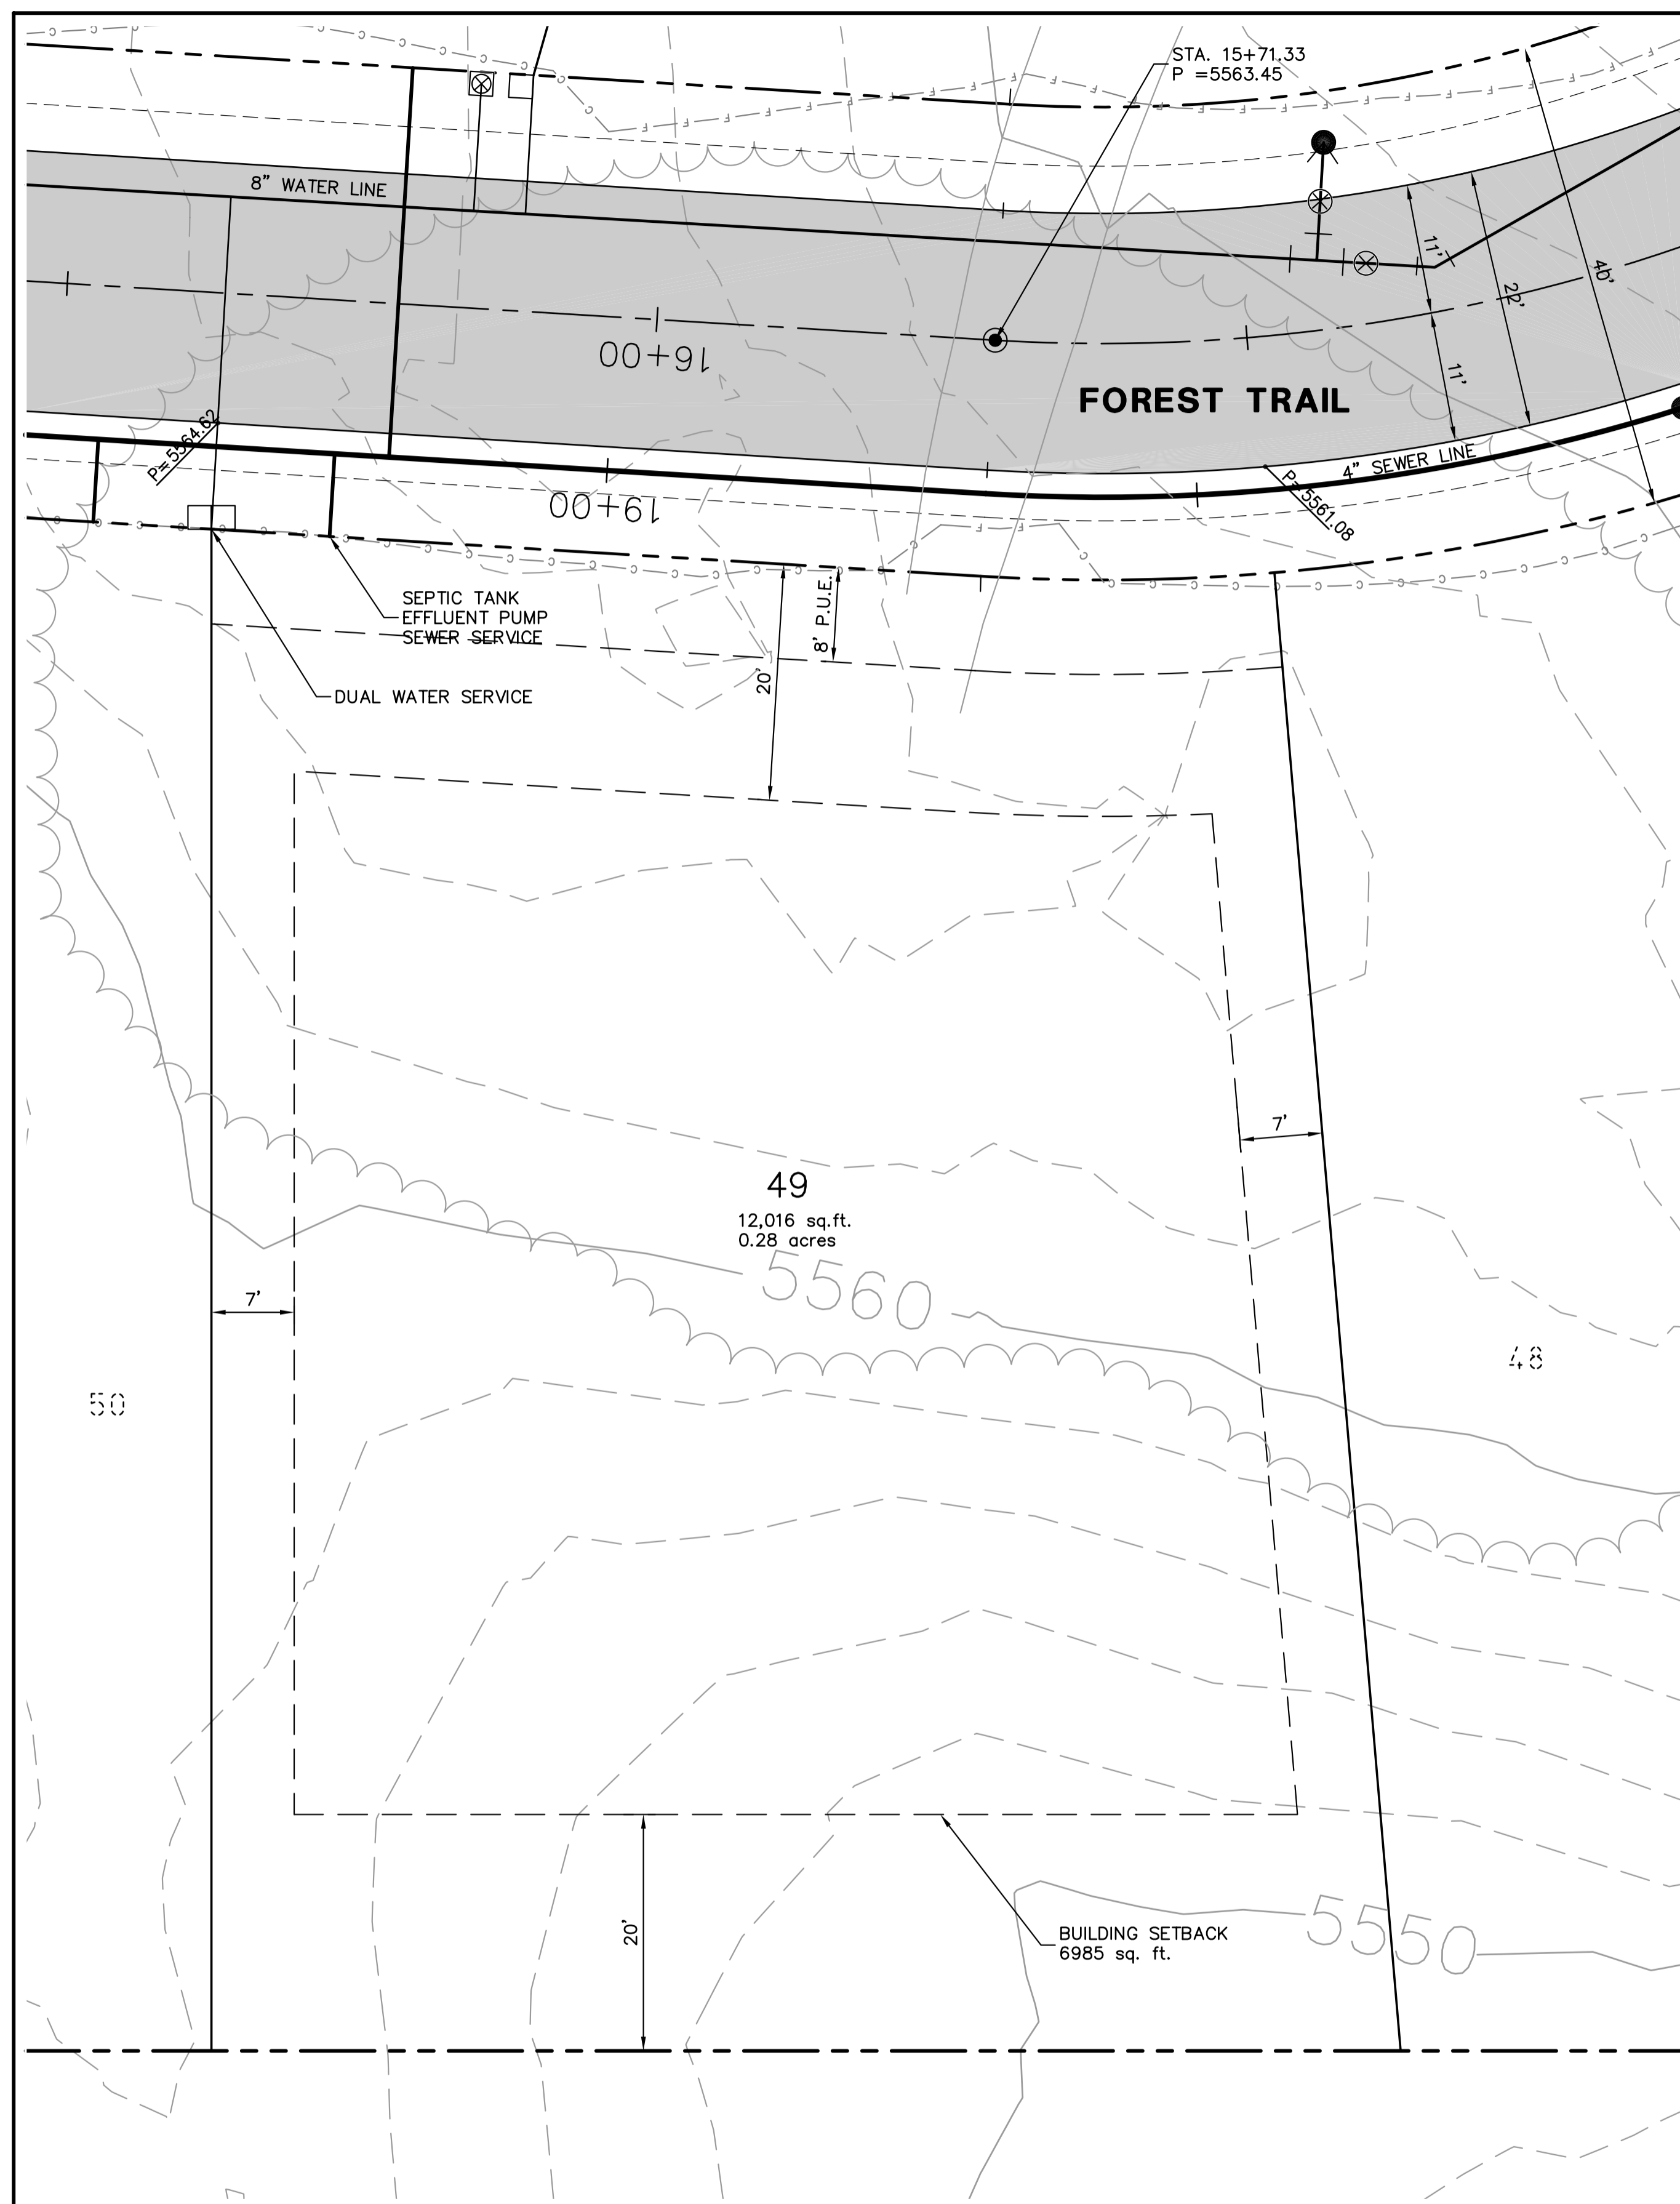 STA. 15+71.33
P =5563.45
8" WATER LINE
11'
22'
40'
16+00
11'
FOREST TRAIL
P=5564.62
4" SEWER LINE
P=5561.08
19+00
SEPTIC TANK
EFFLUENT PUMP
SEWER SERVICE
8' P.U.E.
20'
DUAL WATER SERVICE
7'
49
12,016 sq.ft.
0.28 acres
5560
7'
48
50
BUILDING SETBACK
6985 sq. ft.
20'
5550